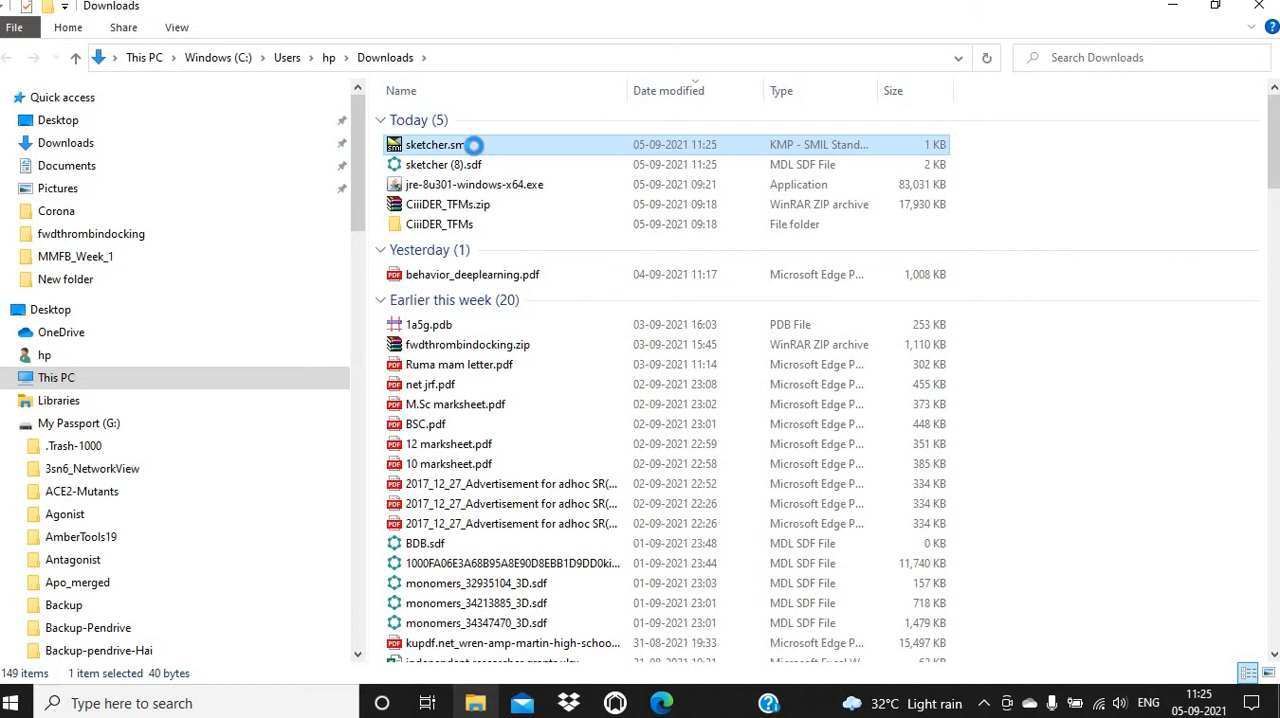 Downloads
File
Home
Share
View
This PC
Windows (C:)
Users
hp
Downloads
Search Downloads
Quick access
Desktop
Downloads
Documents
Pictures
Corona
fwdthrombindocking
MMFB_Week_1
New folder
Desktop
OneDrive
hp
This PC
Libraries
My Passport (G:)
.Trash-1000
3sn6_NetworkView
ACE2-Mutants
Agonist
AmberTools19
Antagonist
Apo_merged
Backup
Backup-Pendrive
Backup-pendrive-Hai
Name Date modified Type Size
Today (5)
sketcher.sm 05-09-2021 11:25 KMP - SMIL Stand... 1 KB
sketcher (8).sdf 05-09-2021 11:25 MDL SDF File 2 KB
jre-8u301-windows-x64.exe 05-09-2021 09:21 Application 83,031 KB
CiiiDER_TFMs.zip 05-09-2021 09:18 WinRAR ZIP archive 17,930 KB
CiiiDER_TFMs 05-09-2021 09:18 File folder
Yesterday (1)
behavior_deeplearning.pdf 04-09-2021 11:17 Microsoft Edge P... 1,008 KB
Earlier this week (20)
1a5g.pdb 03-09-2021 16:03 PDB File 253 KB
fwdthrombindocking.zip 03-09-2021 15:45 WinRAR ZIP archive 1,110 KB
Ruma mam letter.pdf 03-09-2021 11:14 Microsoft Edge P... 302 KB
net jrf.pdf 02-09-2021 23:08 Microsoft Edge P... 455 KB
M.Sc marksheet.pdf 02-09-2021 23:02 Microsoft Edge P... 373 KB
BSC.pdf 02-09-2021 23:01 Microsoft Edge P... 448 KB
12 marksheet.pdf 02-09-2021 22:59 Microsoft Edge P... 351 KB
10 marksheet.pdf 02-09-2021 22:58 Microsoft Edge P... 385 KB
2017_12_27_Advertisement for adhoc SR(... 02-09-2021 22:52 Microsoft Edge P... 334 KB
2017_12_27_Advertisement for adhoc SR(... 02-09-2021 22:26 Microsoft Edge P... 334 KB
2017_12_27_Advertisement for adhoc SR(... 02-09-2021 22:26 Microsoft Edge P... 334 KB
BDB.sdf 01-09-2021 23:48 MDL SDF File 0 KB
1000FA06E3A68B95A8E90D8EBB1D9DD0ki... 01-09-2021 23:44 MDL SDF File 11,740 KB
monomers_32935104_3D.sdf 01-09-2021 23:03 MDL SDF File 157 KB
monomers_34213885_3D.sdf 01-09-2021 23:01 MDL SDF File 718 KB
monomers_34347470_3D.sdf 01-09-2021 23:01 MDL SDF File 1,479 KB
kupdf.net_wren-amp-martin-high-schoo... 31-08-2021 19:33 Microsoft Edge P... 15,497 KB
149 items 1 item selected 40 bytes
Type here to search
32°C Light rain
ENG
11:25
05-09-2021